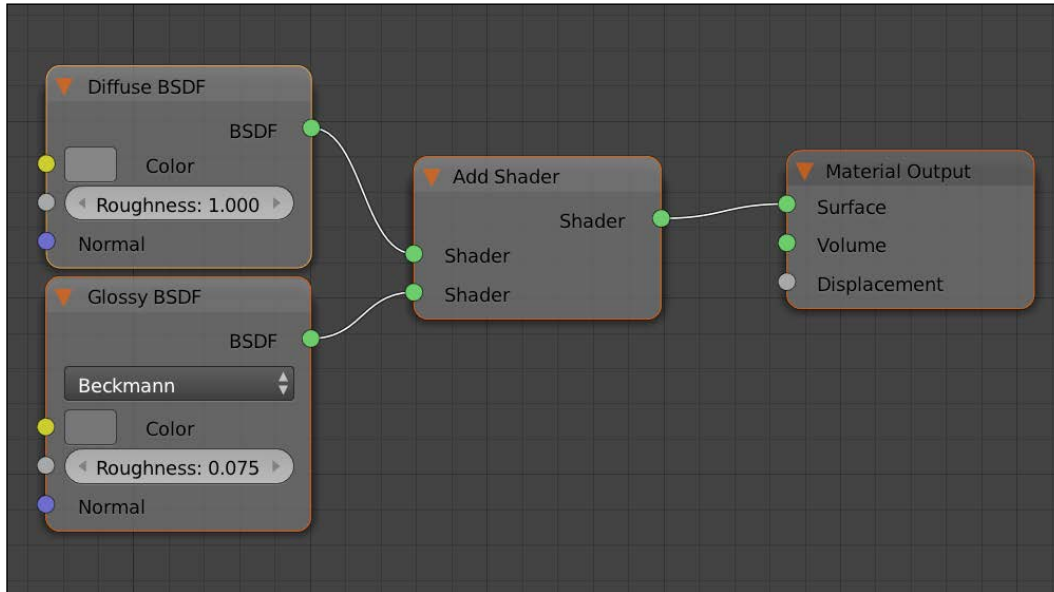 Diffuse BSDF
BSDF
Color
Roughness: 1.000
Normal
Glossy BSDF
BSDF
Beckmann
Color
Roughness: 0.075
Normal
Add Shader
Shader
Shader
Shader
Material Output
Surface
Volume
Displacement